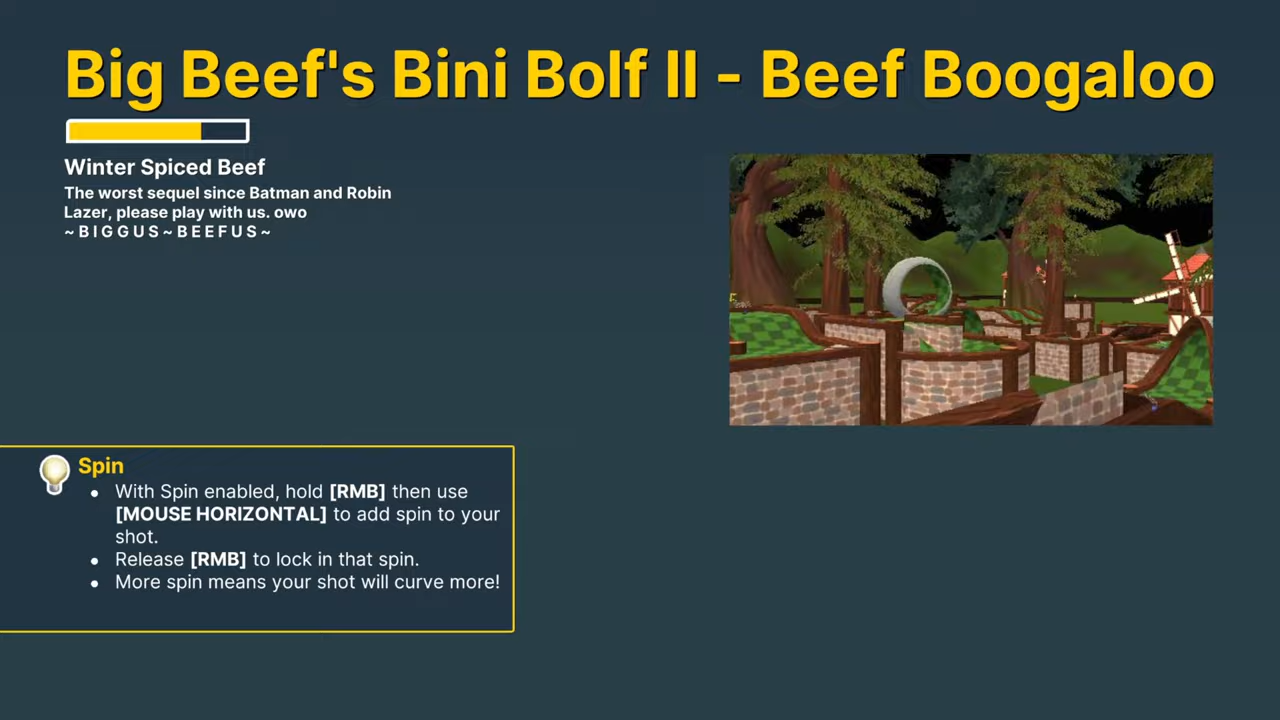 Big Beef's Bini Bolf II - Beef Boogaloo
Winter Spiced Beef
The worst sequel since Batman and Robin
Lazer, please play with us. owo
~ B I G G U S ~ B E E F U S ~
Spin
With Spin enabled, hold [RMB] then use
[MOUSE HORIZONTAL] to add spin to your
shot.
Release [RMB] to lock in that spin.
More spin means your shot will curve more!